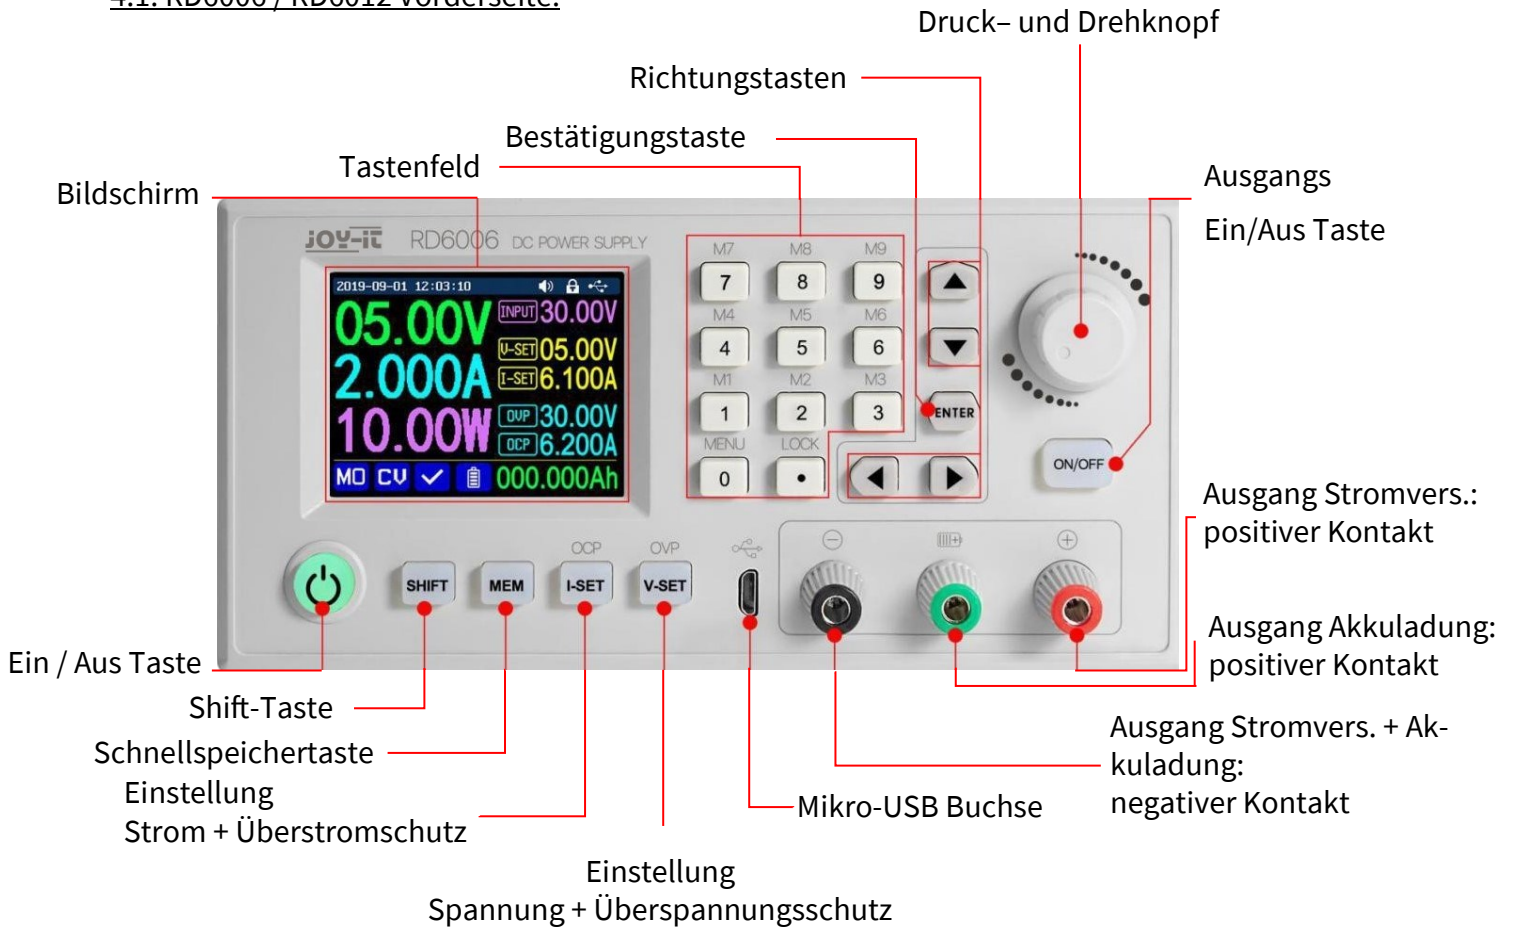 4.1. RD6006 / RD6012 Vorderseite:
Druck– und Drehknopf
Richtungstasten
Bestätigungstaste
Tastenfeld
Bildschirm
Ausgangs
Ein/Aus Taste
JOY-iT RD6006 DC POWER SUPPLY
2019-09-01 12:03:10
05.00V
INPUT 30.00V
V-SET 05.00V
2.000A
I-SET 6.100A
OVP 30.00V
10.00W
OCP 6.200A
M0 CV 000.000Ah
M7 M8 M9
7 8 9
M4 M5 M6
4 5 6
M1 M2 M3
1 2 3
ENTER
MENU LOCK
0 •
ON/OFF
Ausgang Stromvers.:
positiver Kontakt
OCP OVP
SHIFT MEM I-SET V-SET
Ausgang Akkuladung:
positiver Kontakt
Ein / Aus Taste
Shift-Taste
Schnellspeichertaste
Einstellung
Strom + Überstromschutz
Ausgang Stromvers. + Ak-
kuladung:
negativer Kontakt
Mikro-USB Buchse
Einstellung
Spannung + Überspannungsschutz